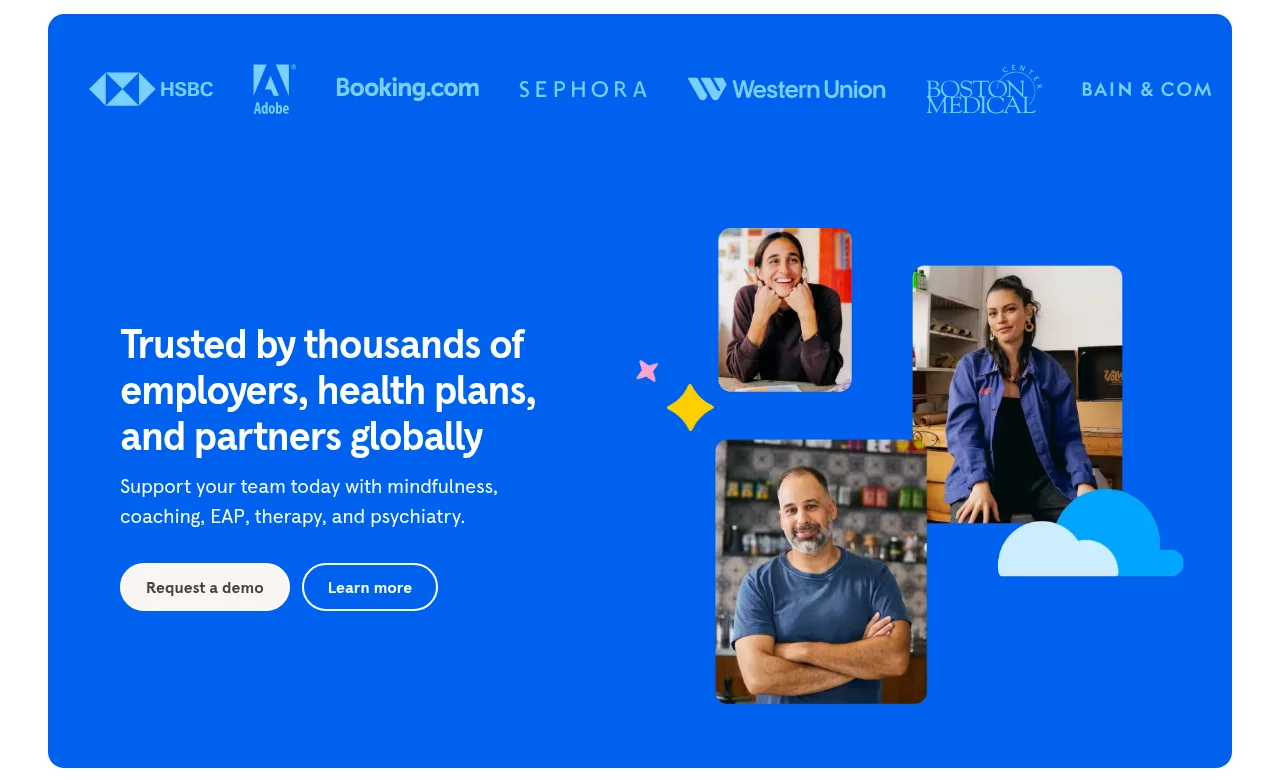 HSBC
Adobe
Booking.com
SEPHORA
Western Union
BOSTON
MEDICAL
CENTER
BAIN & COM
Trusted by thousands of
employers, health plans,
and partners globally
Support your team today with mindfulness,
coaching, EAP, therapy, and psychiatry.
Request a demo
Learn more